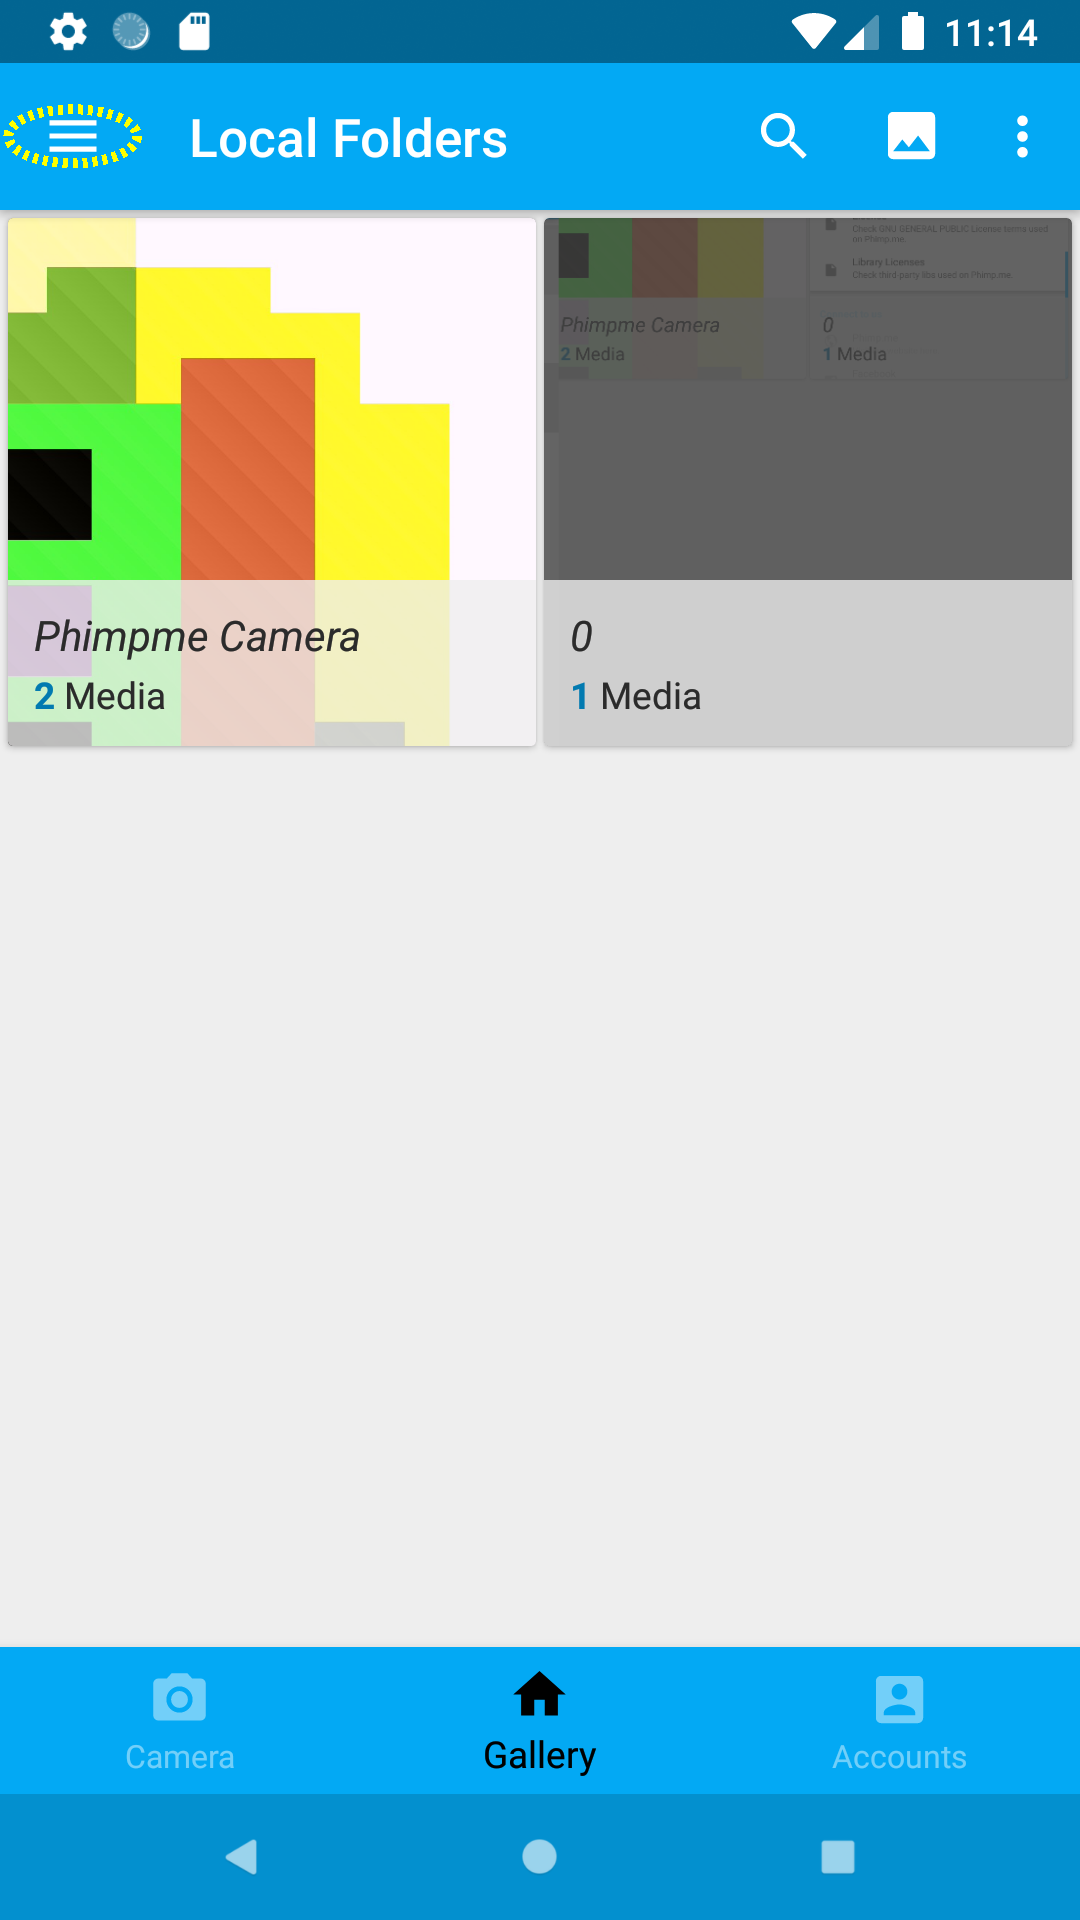 11:14
Local Folders
Check GNU GENERAL PUBLIC License terms used
on Phimp.me.
Library Licenses
Check third-party libs used on Phimp.me.
Phimpme Camera
2 Media
0
1 Media
Phimpme Camera
2 Media
0
1 Media
Camera
Gallery
Accounts